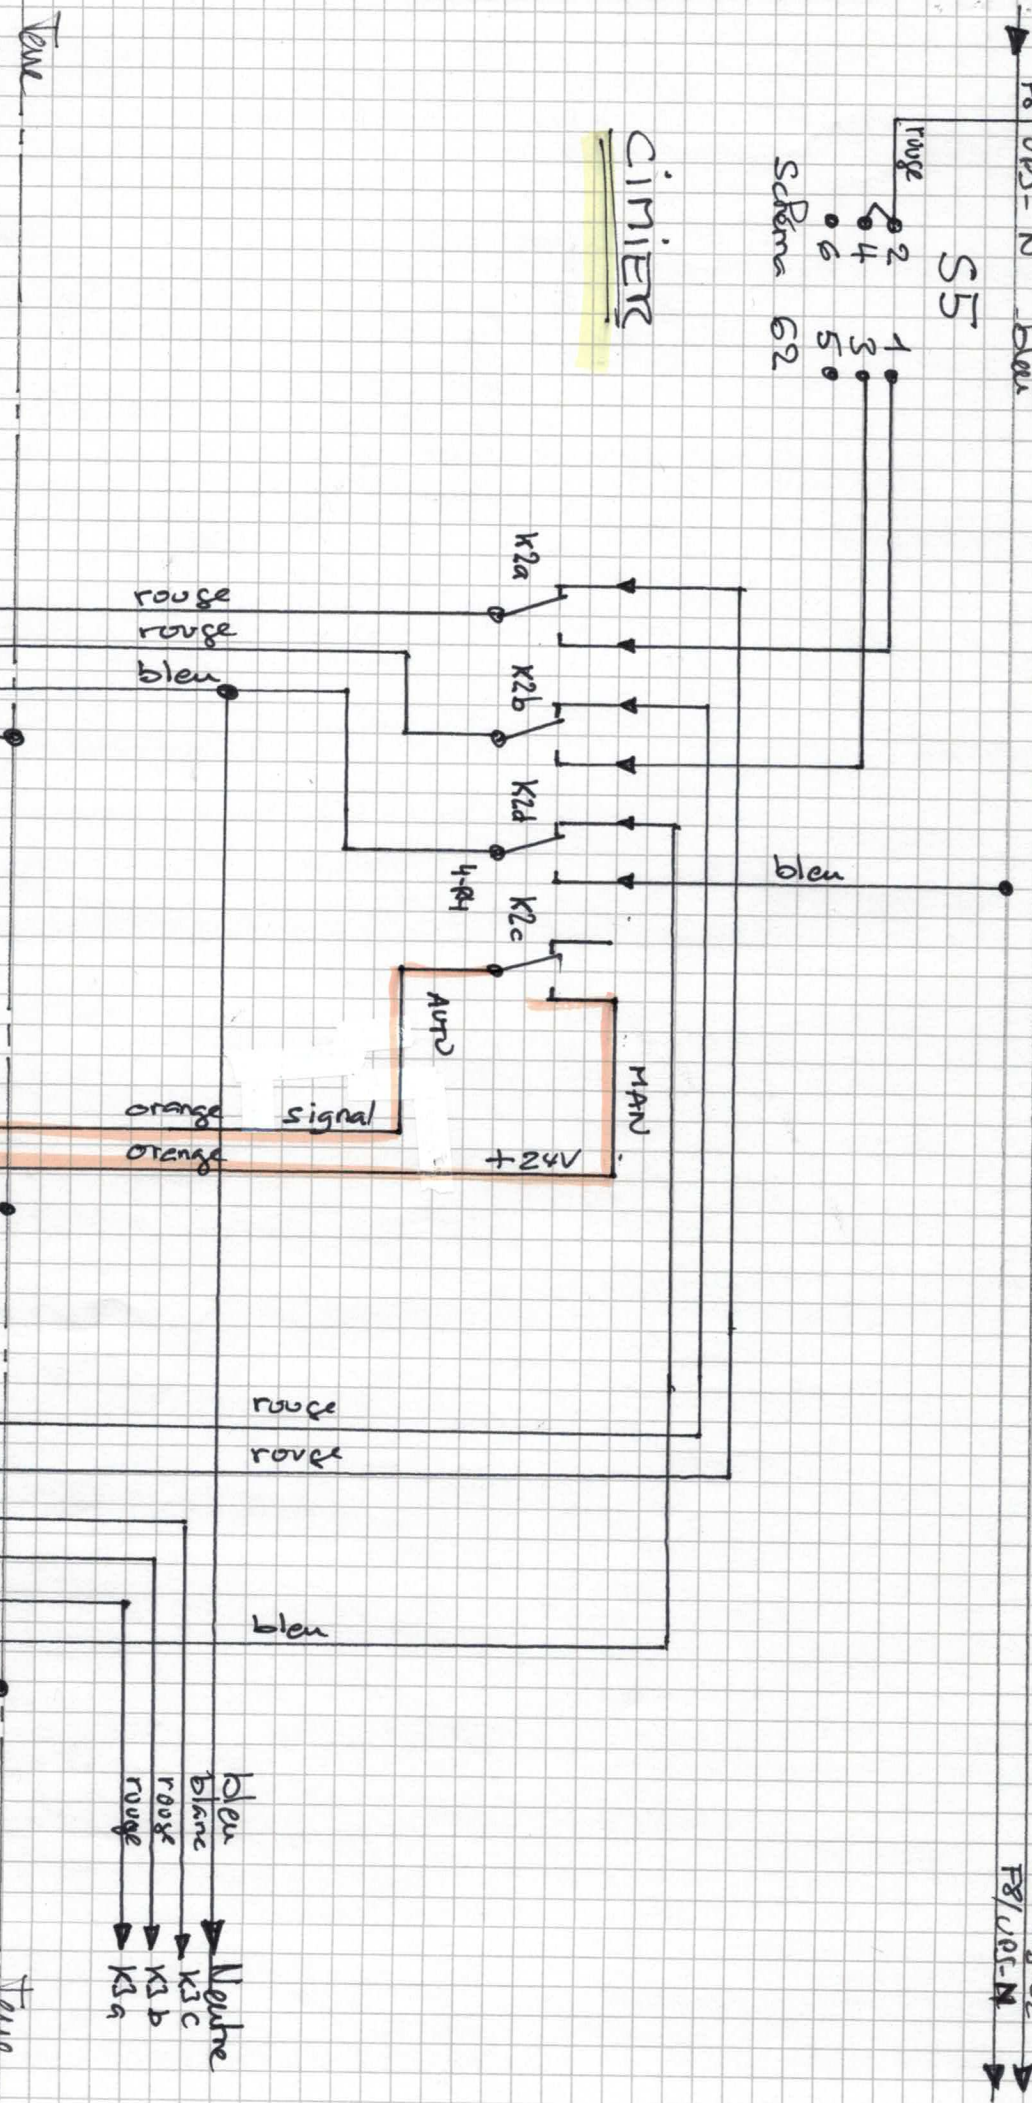 Terre
bleu
rouge
S5
2 1
4 3
6 5
Schéma 62
CIMIER
K2a
K2b
K2d
K2c
rouge
rouge
bleu
bleu
AUTO
MAN
orange signal
orange +24V
rouge
rouge
bleu
bleu Neutre
blanc K3c
rouge K3b
rouge K3a
F8/UPS-N